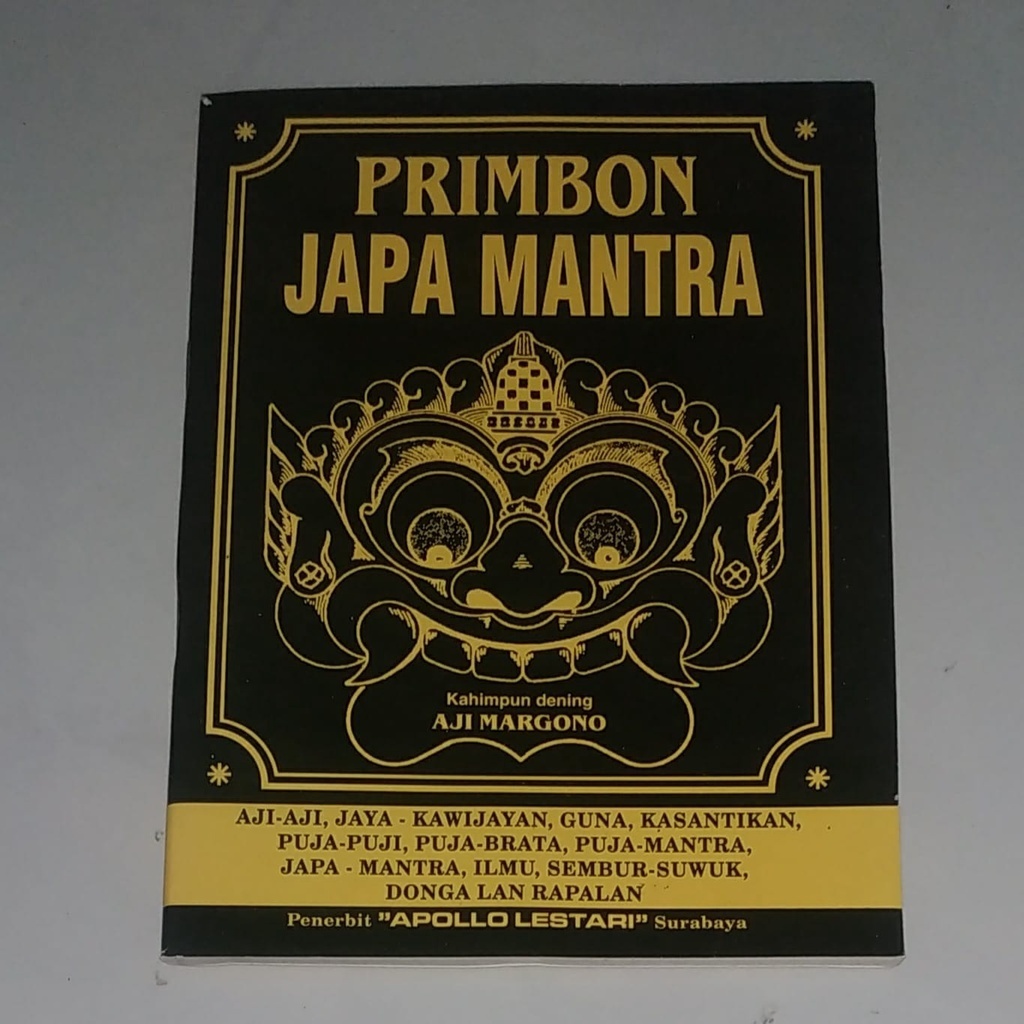 PRIMBON
JAPA MANTRA
Kahimpun dening
AJI MARGONO
AJI-AJI, JAYA - KAWIJAYAN, GUNA, KASANTIKAN,
PUJA-PUJI, PUJA-BRATA, PUJA-MANTRA,
JAPA - MANTRA, ILMU, SEMBUR-SUWUK,
DONGA LAN RAPALAN
Penerbit "APOLLO LESTARI" Surabaya